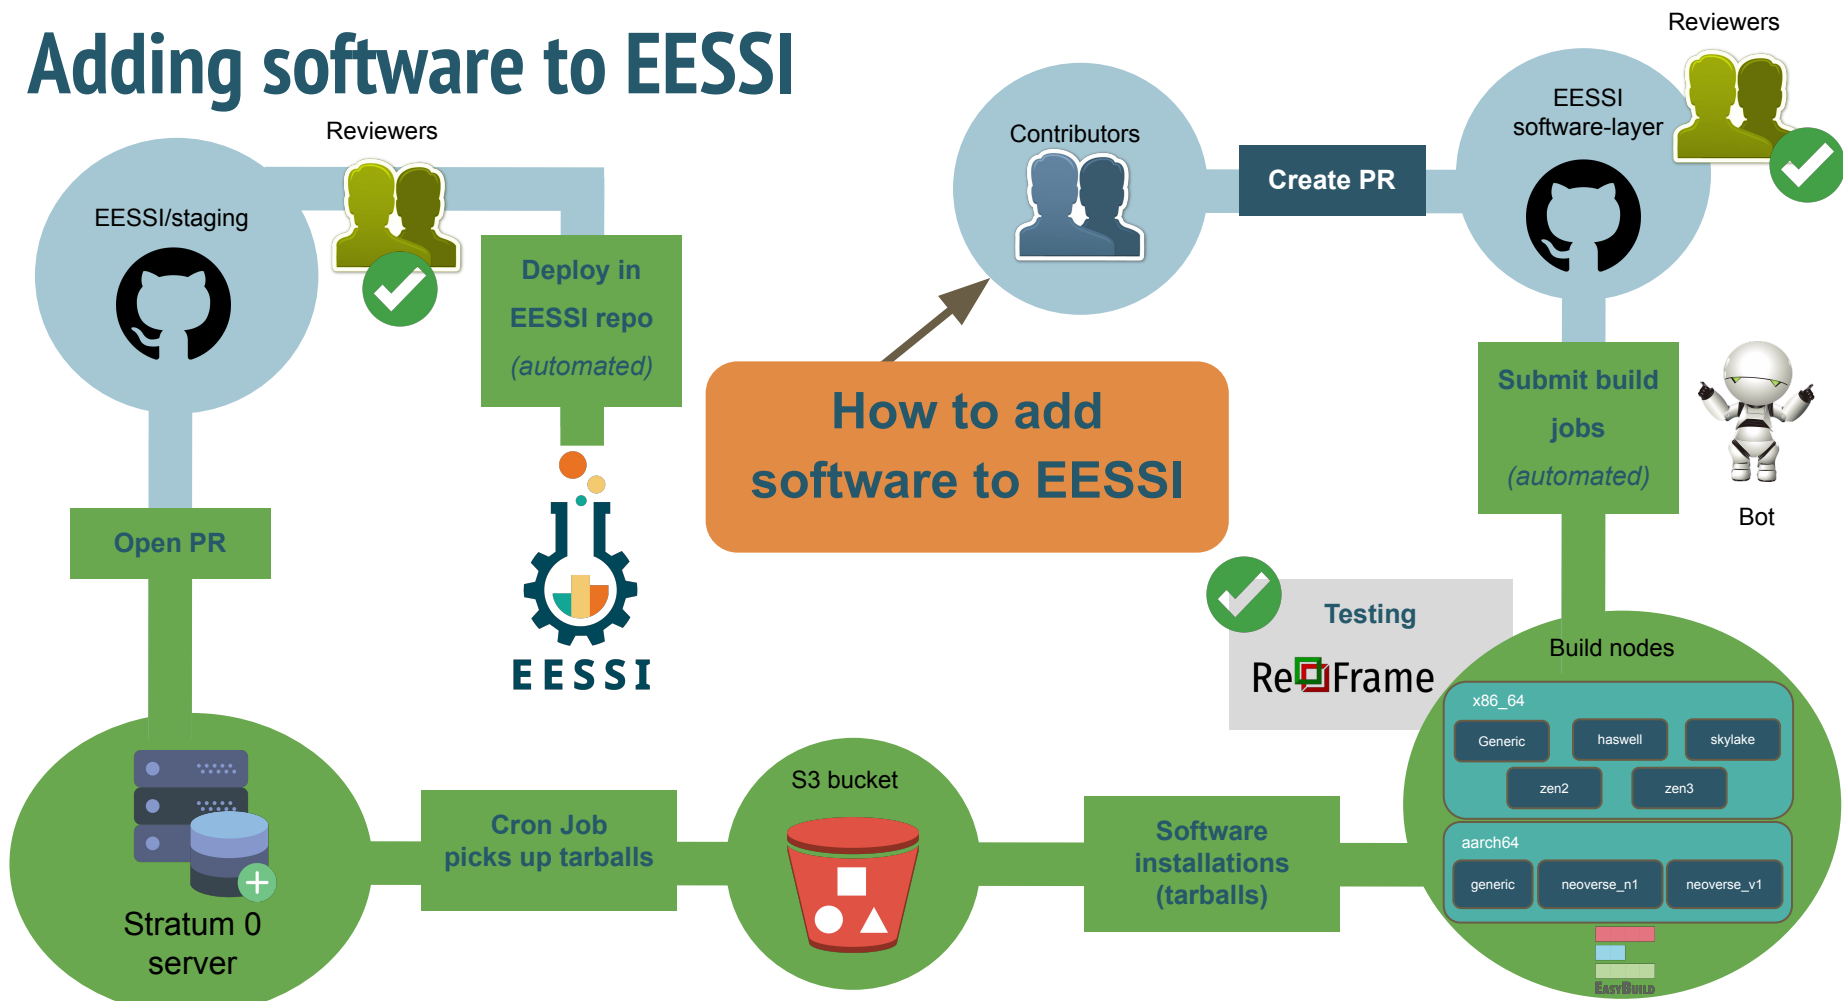 Adding software to EESSI
Reviewers
EESSI/staging
Deploy in
EESSI repo
(automated)
Open PR
EESSI
Stratum 0
server
Cron Job
picks up tarballs
S3 bucket
Software
installations
(tarballs)
How to add
software to EESSI
Contributors
Create PR
EESSI
software-layer
Reviewers
Submit build
jobs
(automated)
Bot
Testing
ReFrame
Build nodes
x86_64
Generic
haswell
skylake
zen2
zen3
aarch64
generic
neoverse_n1
neoverse_v1
EASYBUILD